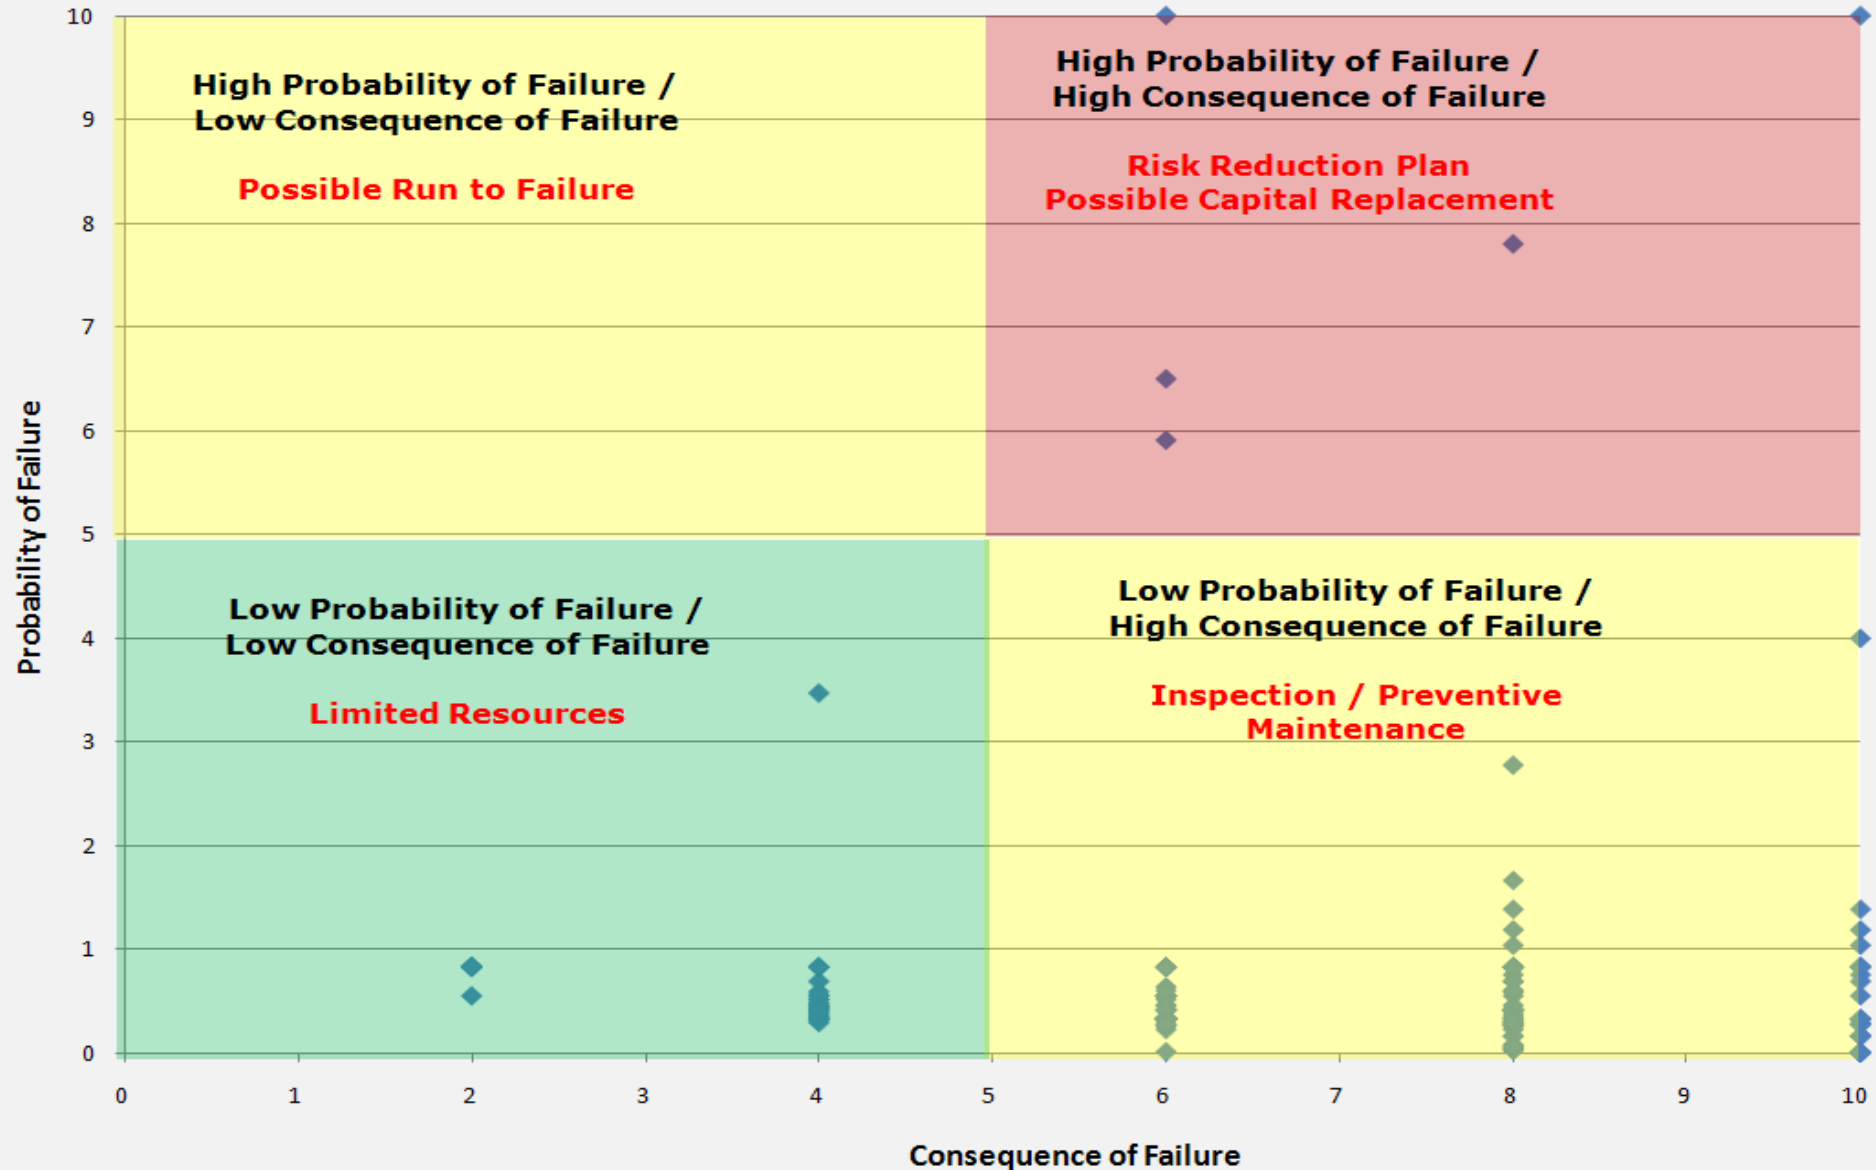 10
High Probability of Failure /
Low Consequence of Failure
Possible Run to Failure
High Probability of Failure /
High Consequence of Failure
Risk Reduction Plan
Possible Capital Replacement
9
8
7
6
5
Low Probability of Failure /
Low Consequence of Failure
Limited Resources
Low Probability of Failure /
High Consequence of Failure
Inspection / Preventive
Maintenance
4
3
2
1
0
Probability of Failure
0 1 2 3 4 5 6 7 8 9 10
Consequence of Failure